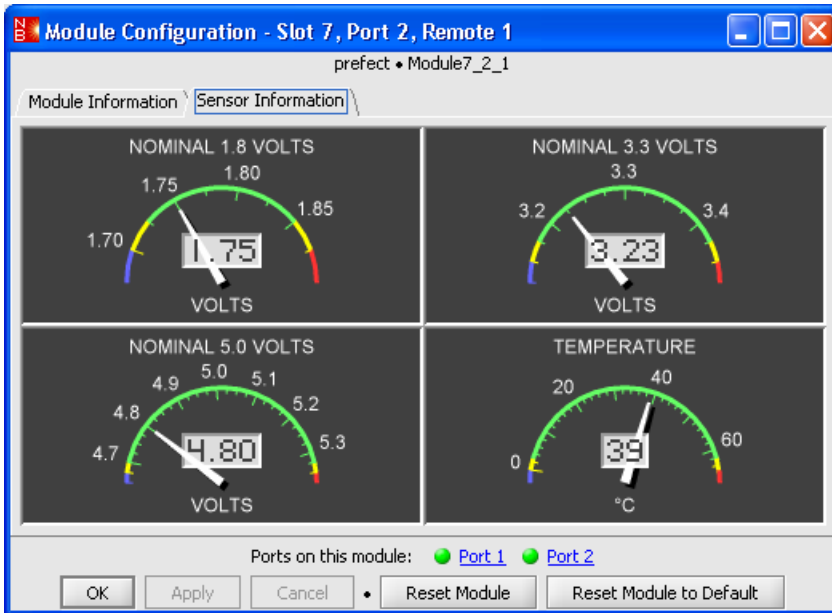 Module Configuration - Slot 7, Port 2, Remote 1
prefect • Module7_2_1
Module Information
Sensor Information
NOMINAL 1.8 VOLTS
1.70
1.75
1.80
1.85
1.75
VOLTS
NOMINAL 3.3 VOLTS
3.2
3.3
3.4
3.23
VOLTS
NOMINAL 5.0 VOLTS
4.7
4.8
4.9
5.0
5.1
5.2
5.3
4.80
VOLTS
TEMPERATURE
0
20
40
60
39
°C
Ports on this module: Port 1 Port 2
OK Apply Cancel • Reset Module Reset Module to Default